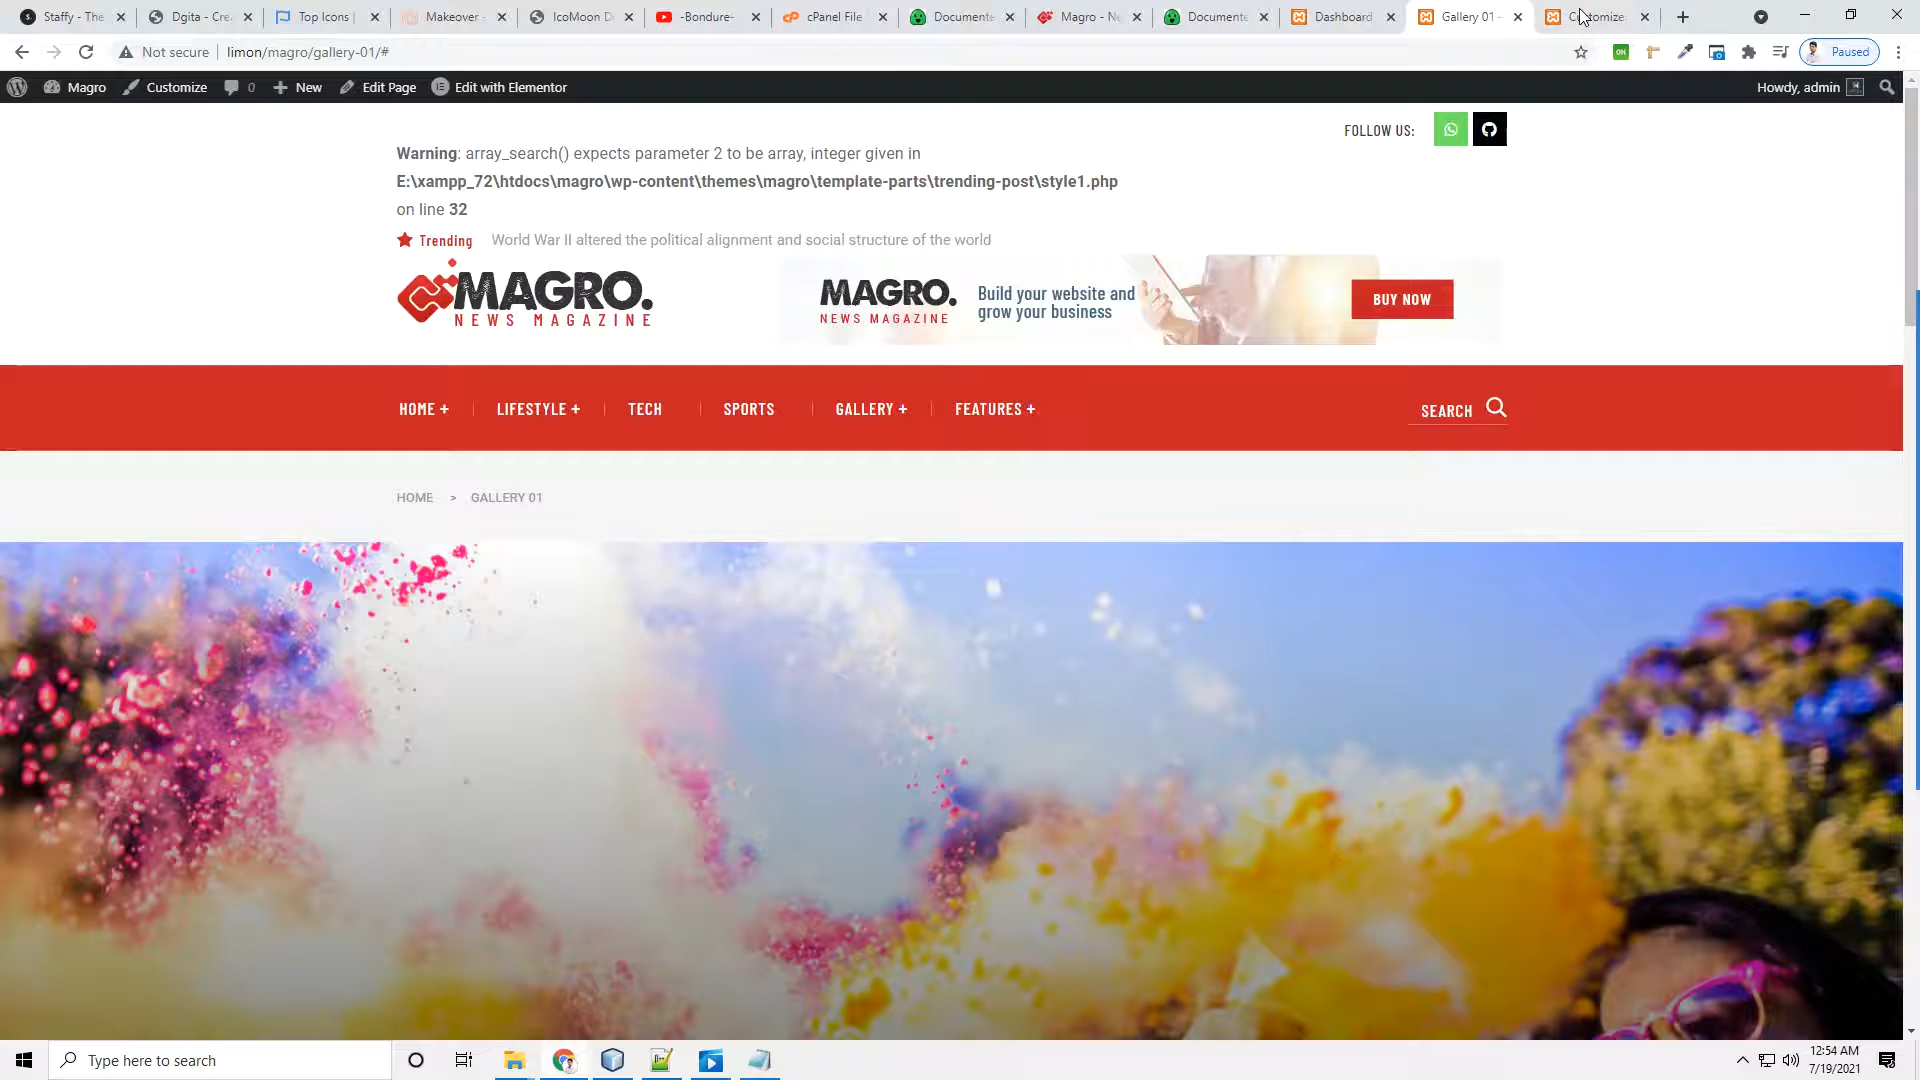 Staffy - The
Dgita - Cre
Top Icons |
Makeover -
IcoMoon D
-Bondure-
cPanel File
Documente
Magro - Ne
Documente
Dashboard
Gallery 01 -
Customize
Not secure
limon/magro/gallery-01/#
ON
Paused
Magro
Customize
0
New
Edit Page
Edit with Elementor
Howdy, admin
FOLLOW US:
Warning: array_search() expects parameter 2 to be array, integer given in
E:\xampp_72\htdocs\magro\wp-content\themes\magro\template-parts\trending-post\style1.php
on line 32
Trending
World War II altered the political alignment and social structure of the world
MAGRO.
NEWS MAGAZINE
MAGRO.
NEWS MAGAZINE
Build your website and
grow your business
BUY NOW
HOME +
LIFESTYLE +
TECH
SPORTS
GALLERY +
FEATURES +
SEARCH
HOME > GALLERY 01
Type here to search
12:54 AM
7/19/2021